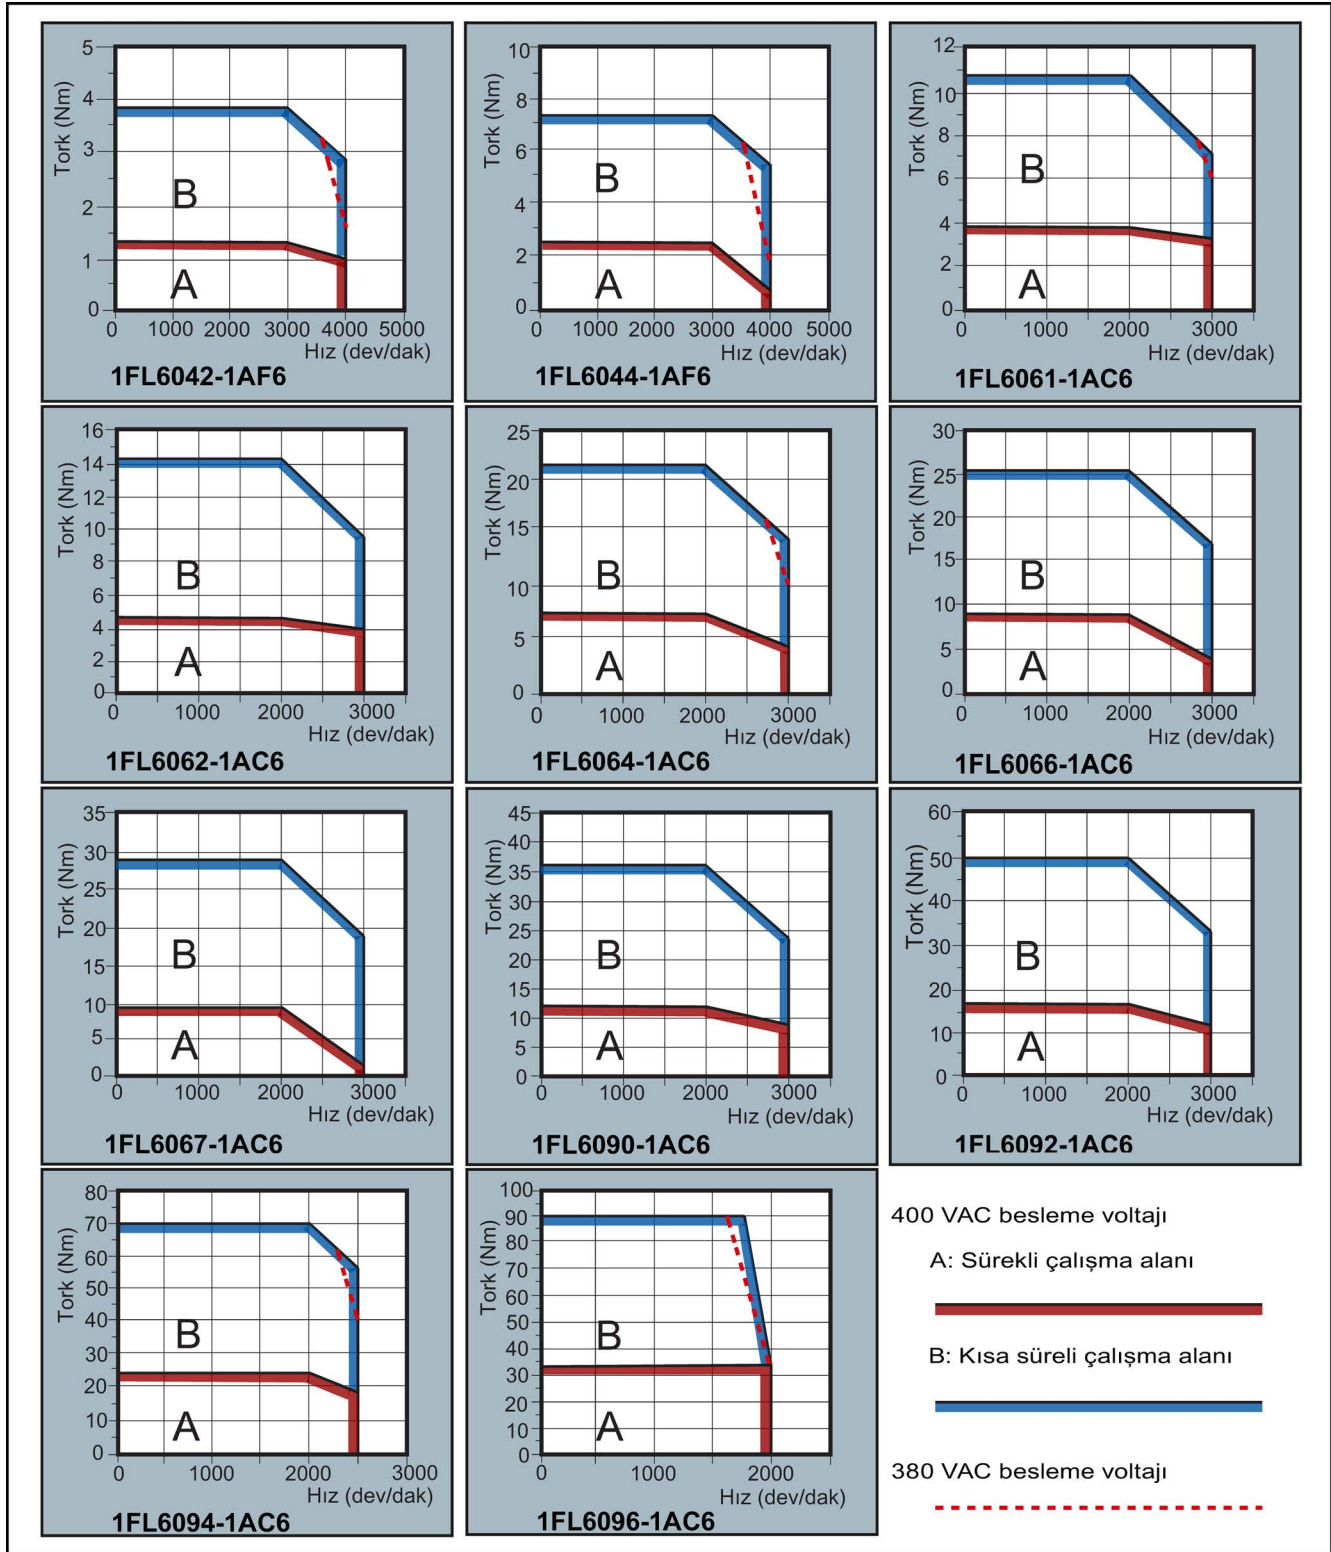 5
4
3
2
1
0
Tork (Nm)
B
A
0 1000 2000 3000 4000 5000
Hız (dev/dak)
1FL6042-1AF6
10
8
6
4
2
0
Tork (Nm)
B
A
0 1000 2000 3000 4000 5000
Hız (dev/dak)
1FL6044-1AF6
12
10
8
6
4
2
0
Tork (Nm)
B
A
0 1000 2000 3000
Hız (dev/dak)
1FL6061-1AC6
16
14
12
10
8
6
4
2
0
Tork (Nm)
B
A
0 1000 2000 3000
Hız (dev/dak)
1FL6062-1AC6
25
20
15
10
5
0
Tork (Nm)
B
A
0 1000 2000 3000
Hız (dev/dak)
1FL6064-1AC6
30
25
20
15
10
5
0
Tork (Nm)
B
A
0 1000 2000 3000
Hız (dev/dak)
1FL6066-1AC6
35
30
25
20
15
10
5
0
Tork (Nm)
B
A
0 1000 2000 3000
Hız (dev/dak)
1FL6067-1AC6
45
40
35
30
25
20
15
10
5
0
Tork (Nm)
B
A
0 1000 2000 3000
Hız (dev/dak)
1FL6090-1AC6
60
50
40
30
20
10
0
Tork (Nm)
B
A
0 1000 2000 3000
Hız (dev/dak)
1FL6092-1AC6
80
70
60
50
40
30
20
10
0
Tork (Nm)
B
A
0 1000 2000 3000
Hız (dev/dak)
1FL6094-1AC6
100
90
80
70
60
50
40
30
20
10
0
Tork (Nm)
B
A
0 1000 2000
Hız (dev/dak)
1FL6096-1AC6
400 VAC besleme voltajı
A: Sürekli çalışma alanı
B: Kısa süreli çalışma alanı
380 VAC besleme voltajı